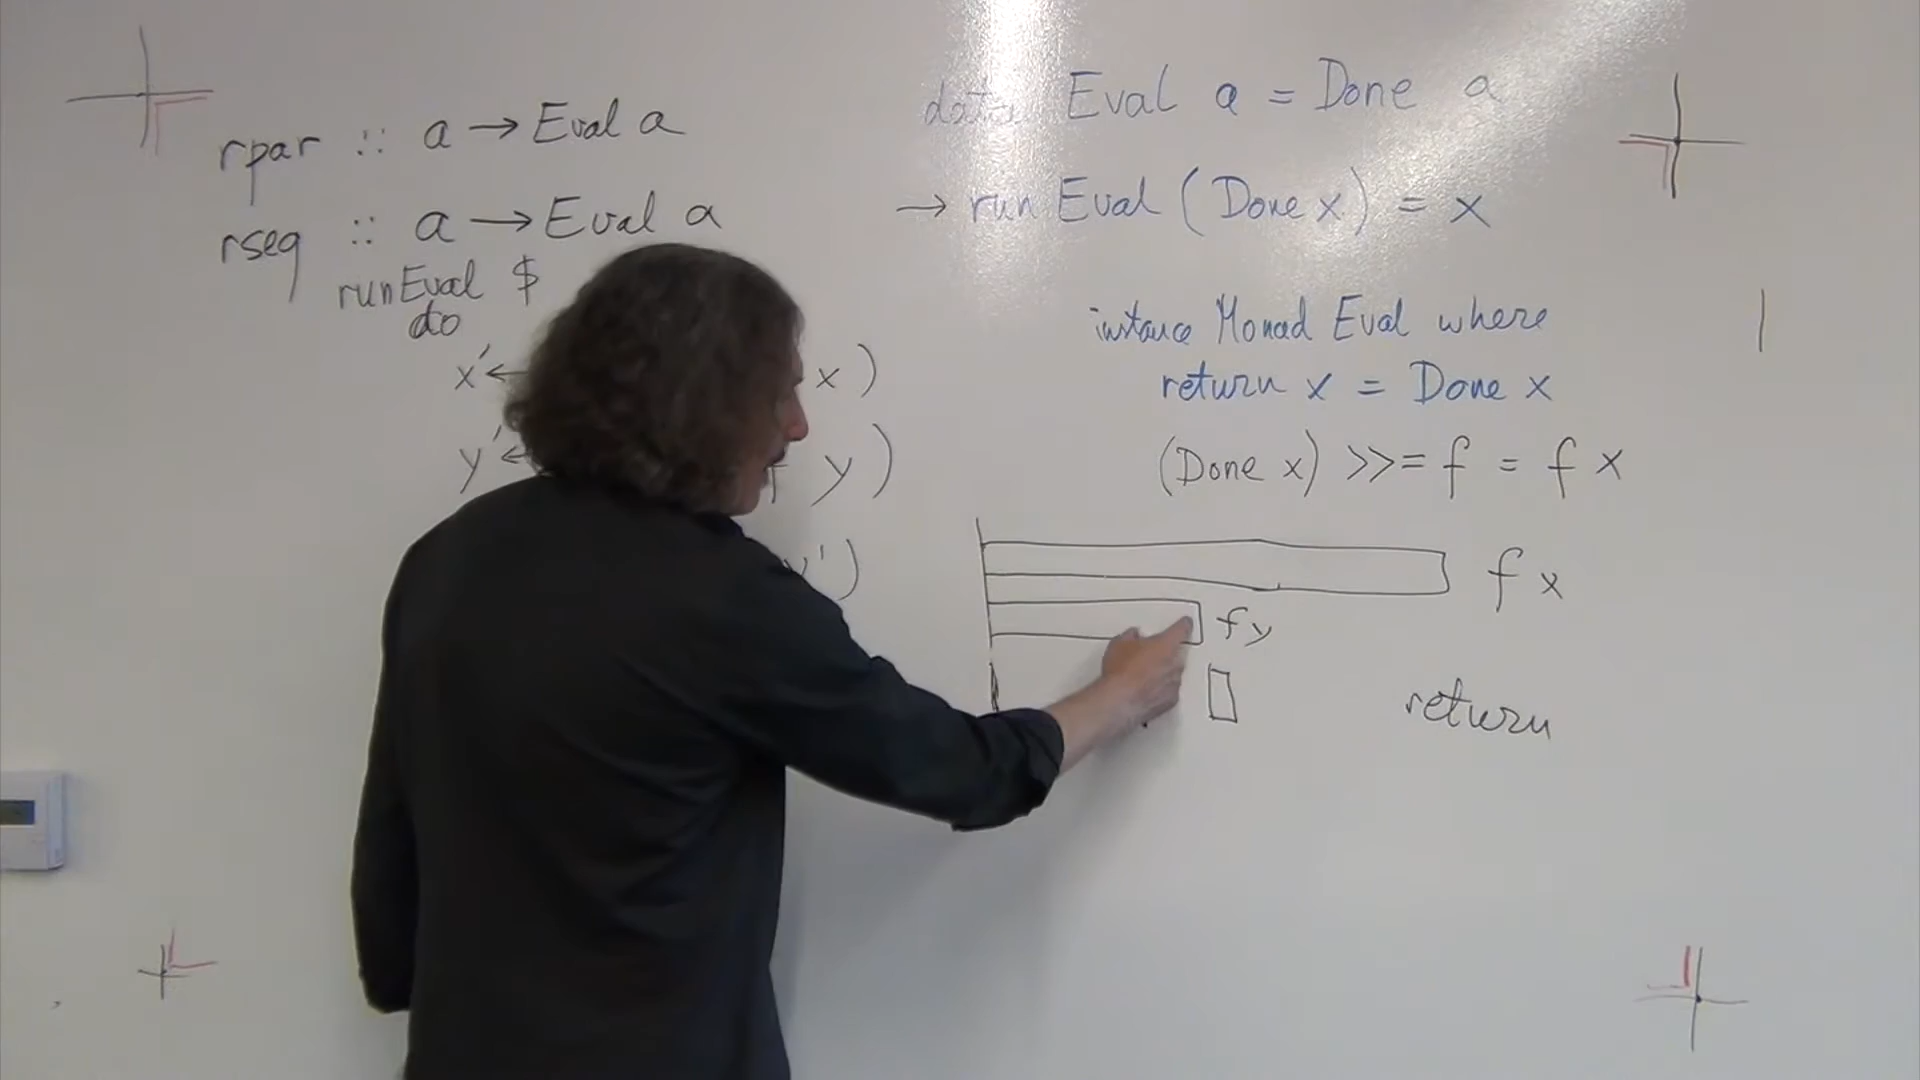 rpar :: a → Eval a
rseq :: a → Eval a
runEval $
do
x' ← x )
y' ← f y )
y' )
data Eval a = Done a
→ runEval (Done x) = x
instance Monad Eval where
return x = Done x
(Done x) >>= f = f x
f x
f y
return